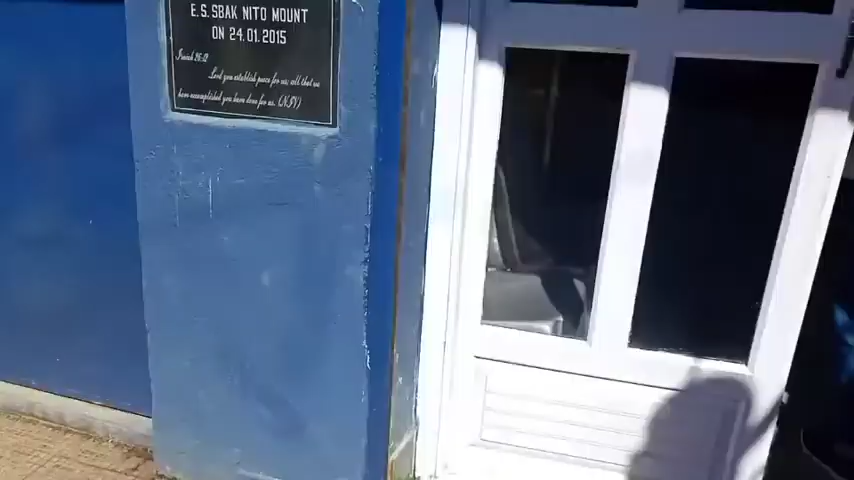 E.S.SBAK NITO MOUNT
ON 24.01.2015
Isaiah 26:12
Lord you establish peace for us; all that we
have accomplished you have done for us. (NIV)